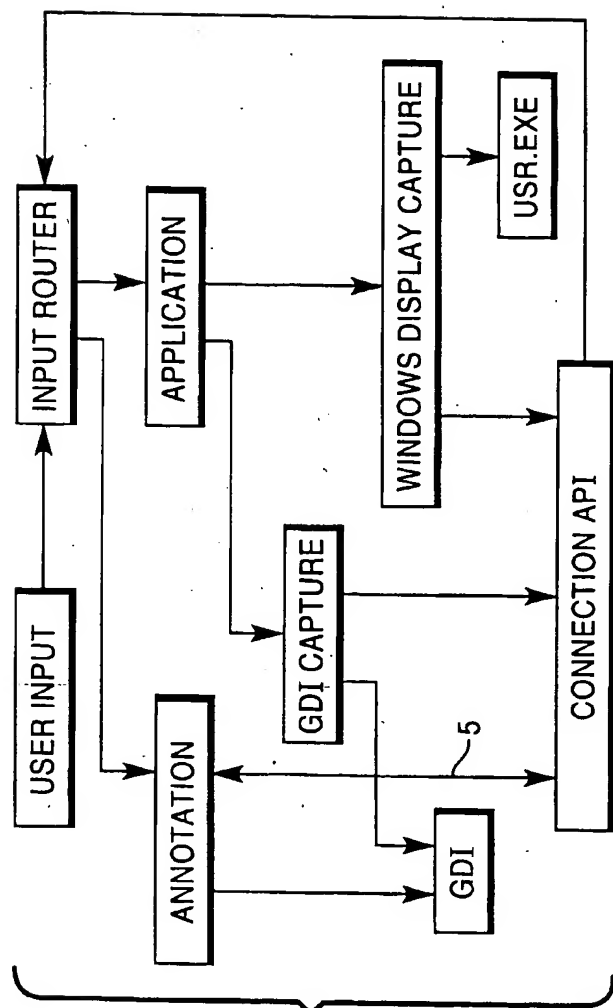 USER INPUT
INPUT ROUTER
ANNOTATION
APPLICATION
GDI CAPTURE
WINDOWS DISPLAY CAPTURE
5
GDI
USR.EXE
CONNECTION API